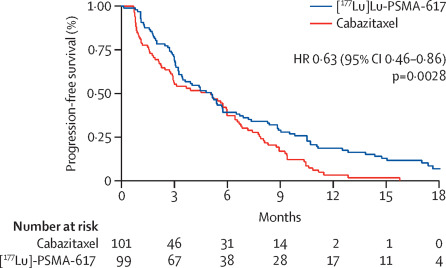 [¹⁷⁷Lu]Lu-PSMA-617
Cabazitaxel
HR 0·63 (95% CI 0·46–0·86)
p=0·0028
Progression-free survival (%)
1·00
0·75
0·50
0·25
0
0 3 6 9 12 15 18
Months
Number at risk
Cabazitaxel 101 46 31 14 2 1 0
[¹⁷⁷Lu]-PSMA-617 99 67 38 28 17 11 4